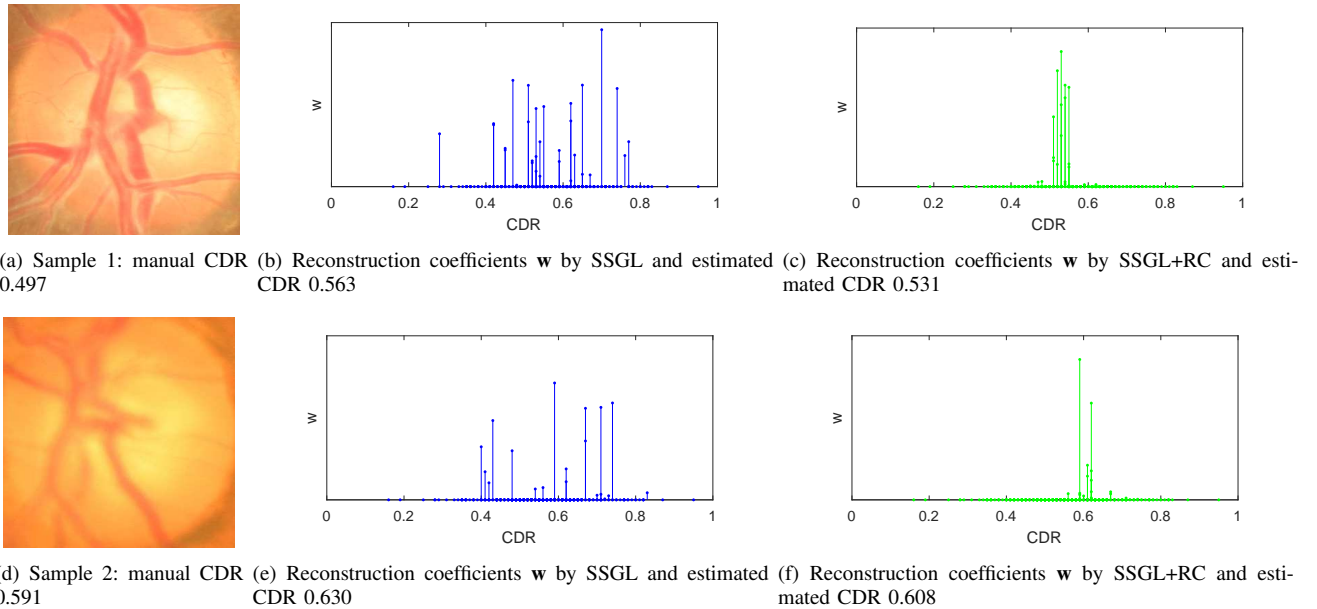 w
0 0.2 0.4 0.6 0.8 1
CDR
w
0 0.2 0.4 0.6 0.8 1
CDR
(a) Sample 1: manual CDR
0.497
(b) Reconstruction coefficients w by SSGL and estimated
CDR 0.563
(c) Reconstruction coefficients w by SSGL+RC and esti-
mated CDR 0.531
w
0 0.2 0.4 0.6 0.8 1
CDR
w
0 0.2 0.4 0.6 0.8 1
CDR
d) Sample 2: manual CDR
0.591
(e) Reconstruction coefficients w by SSGL and estimated
CDR 0.630
(f) Reconstruction coefficients w by SSGL+RC and esti-
mated CDR 0.608